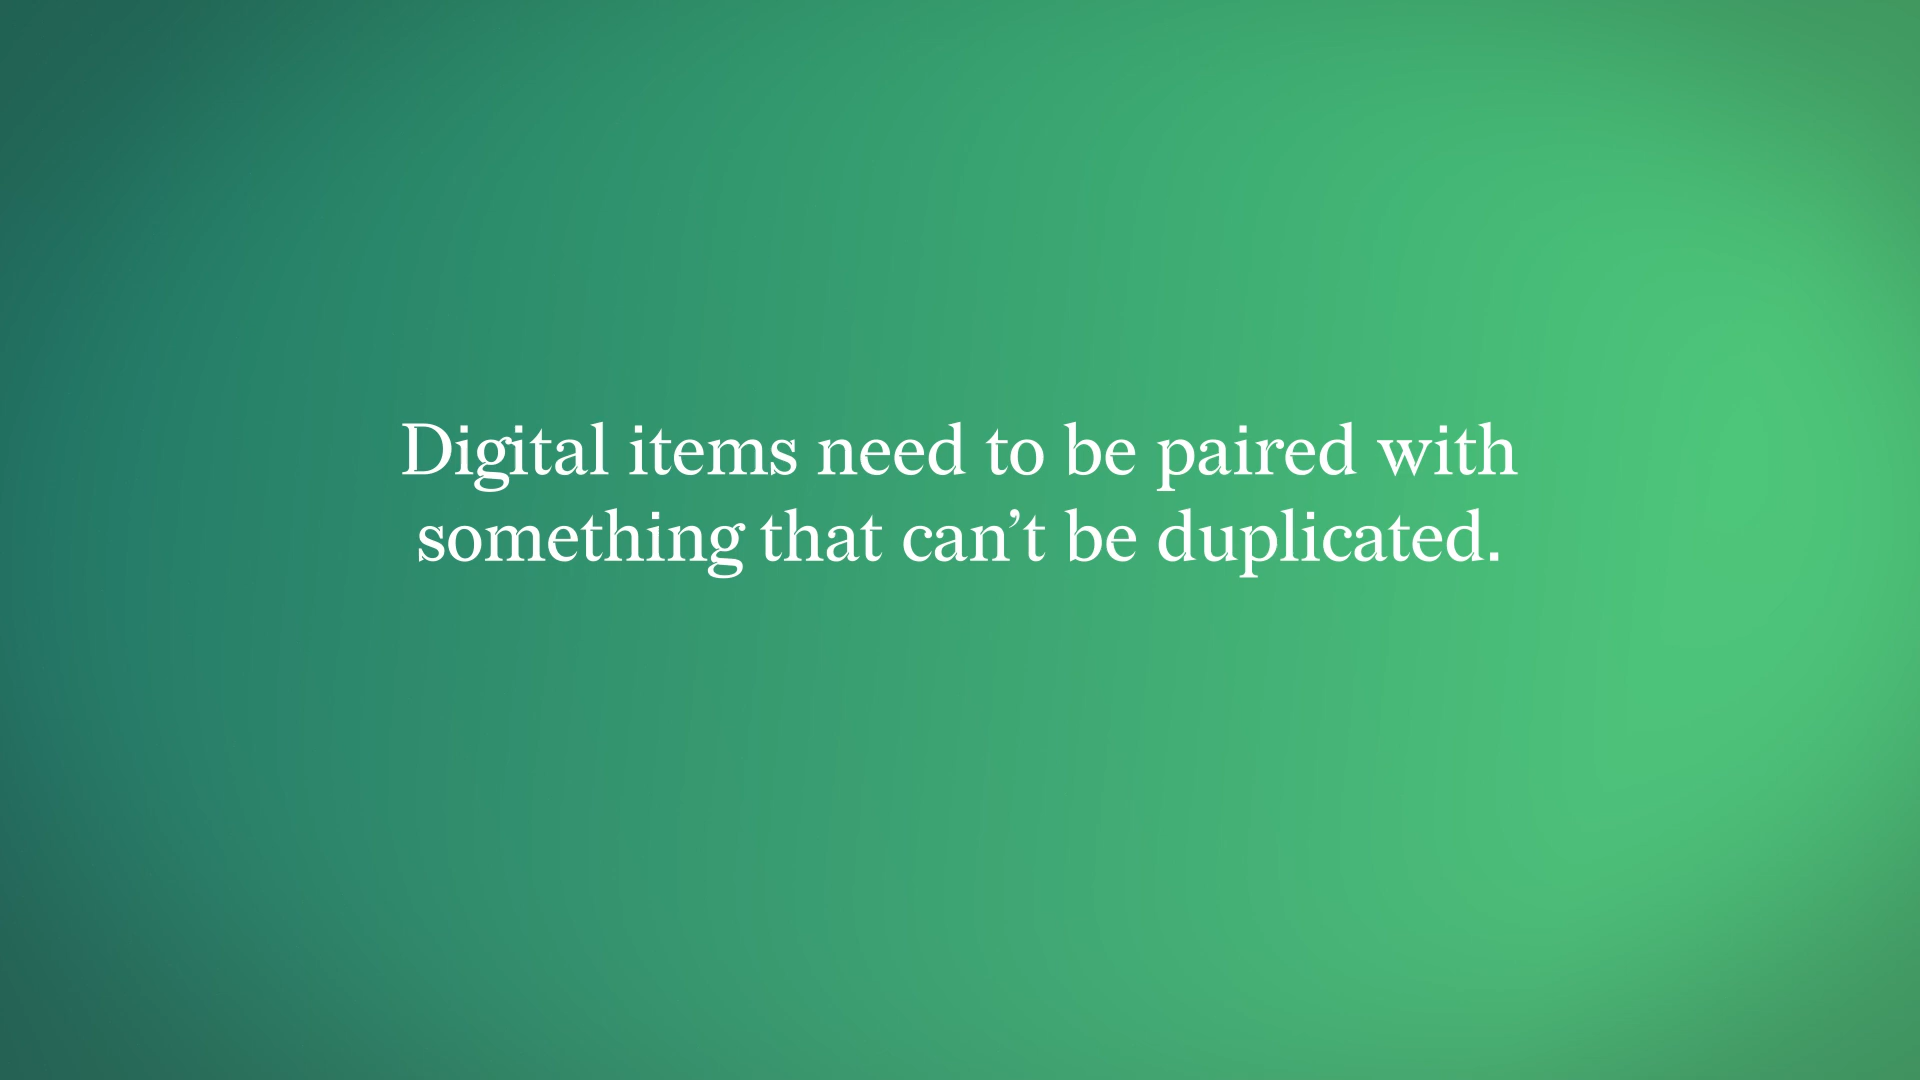 Digital items need to be paired with
something that can’t be duplicated.